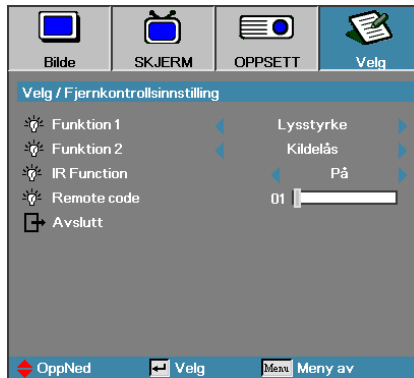 Bilde SKJERM OPPSETT Velg
Velg / Fjernkontrollsinnstilling
Funktion 1 Lysstyrke
Funktion 2 Kildelås
IR Function På
Remote code 01
Avslutt
OppNed Velg Menu Meny av